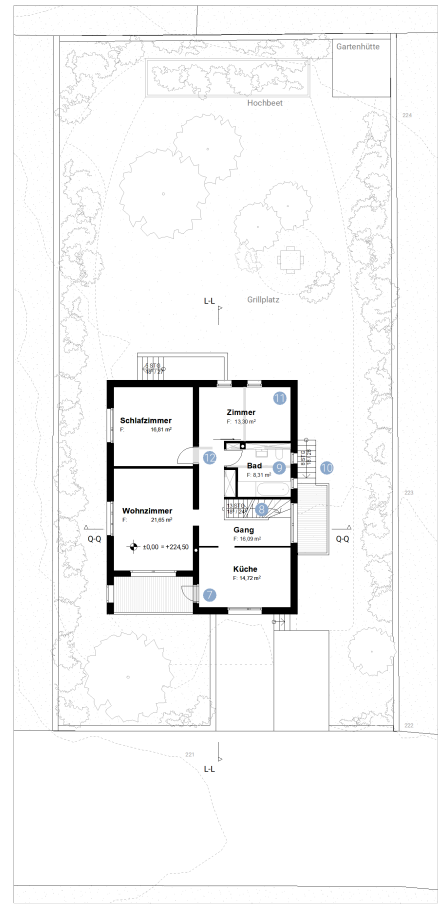 Gartenhütte
Hochbeet
224
L-L
Grillplatz
11
Zimmer
F: 13,30 m²
Schlafzimmer
F: 16,81 m²
12
Bad
F: 8,31 m²
9
10
223
Wohnzimmer
F: 21,65 m²
8
Gang
F: 16,09 m²
Q-Q
±0,00 = +224,50
Q-Q
Küche
F: 14,72 m²
7
222
221
L-L